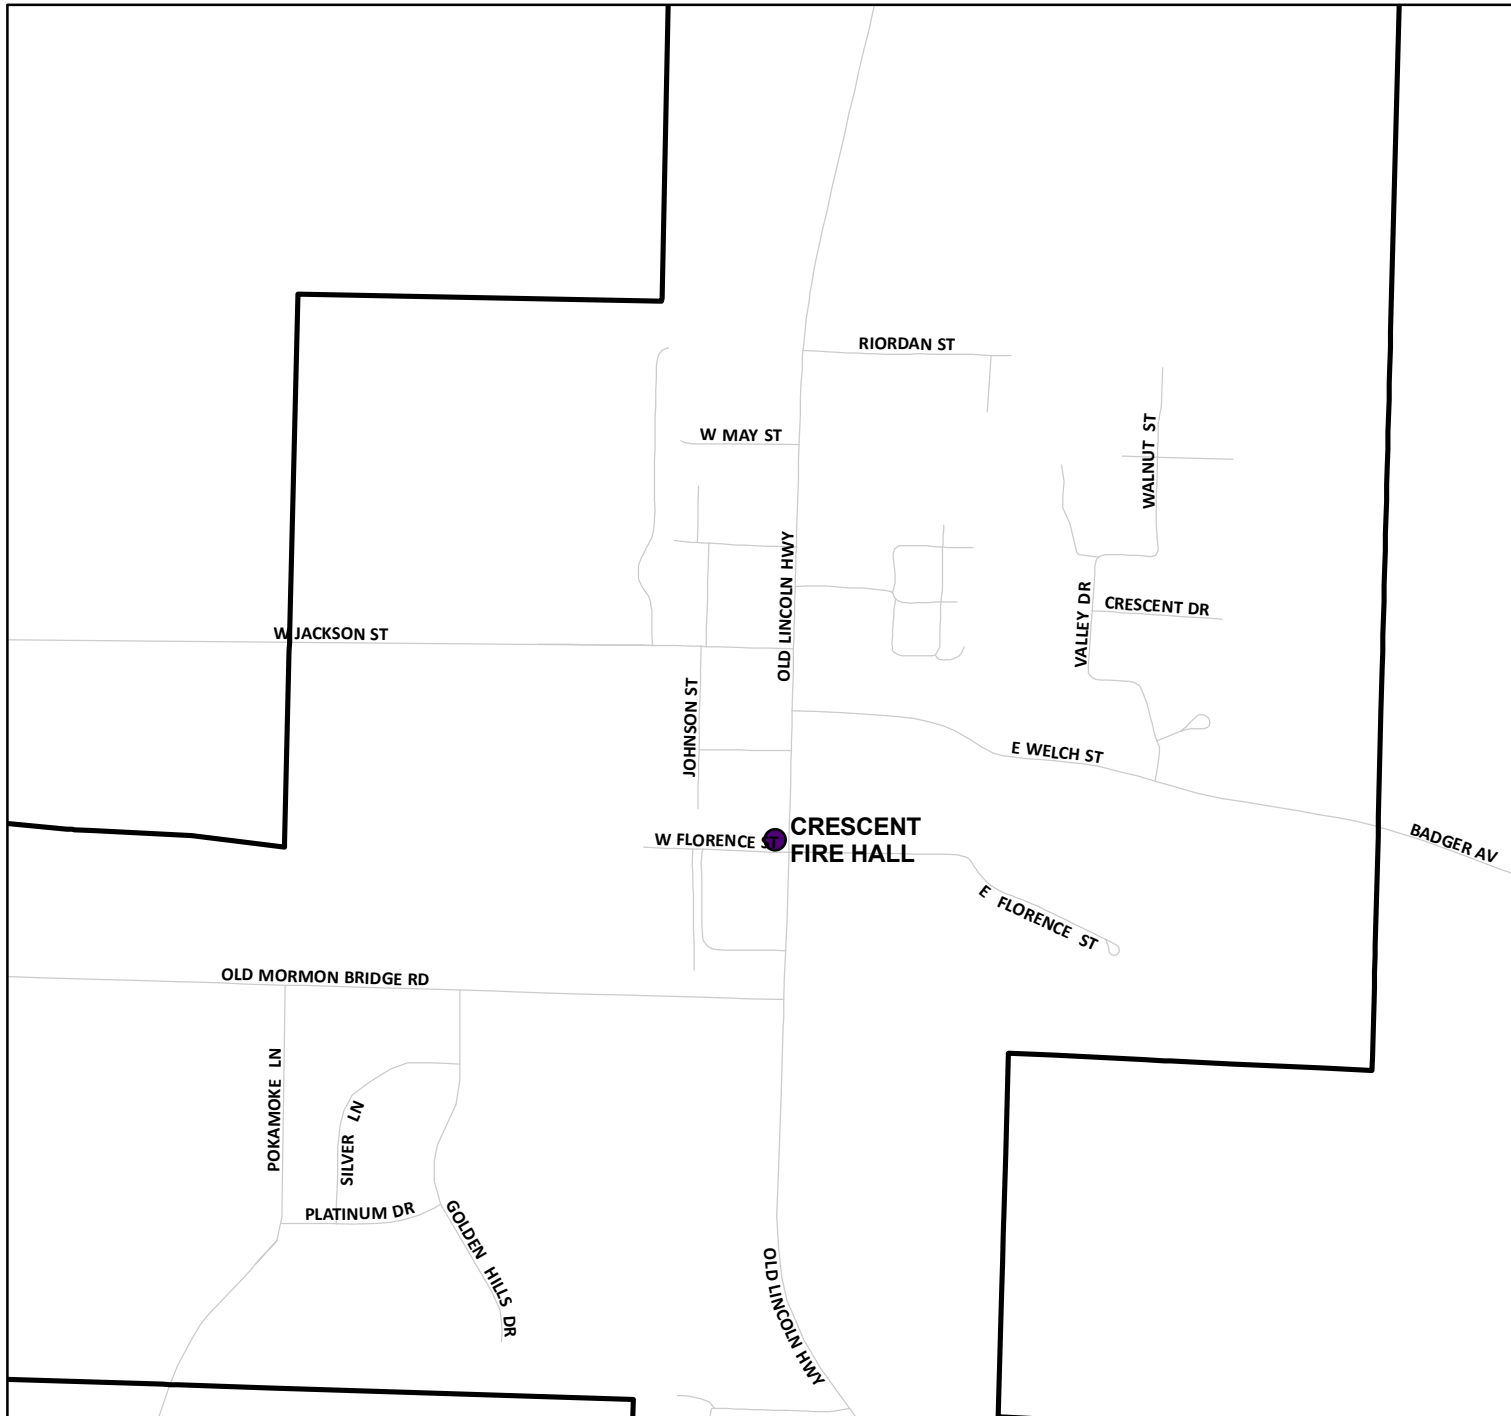 RIORDAN ST
W MAY ST
WALNUT ST
OLD LINCOLN HWY
VALLEY DR
CRESCENT DR
W JACKSON ST
JOHNSON ST
E WELCH ST
BADGER AV
W FLORENCE ST
CRESCENT
FIRE HALL
E FLORENCE ST
OLD MORMON BRIDGE RD
POKAMOKE LN
SILVER LN
PLATINUM DR
GOLDEN HILLS DR
OLD LINCOLN HWY